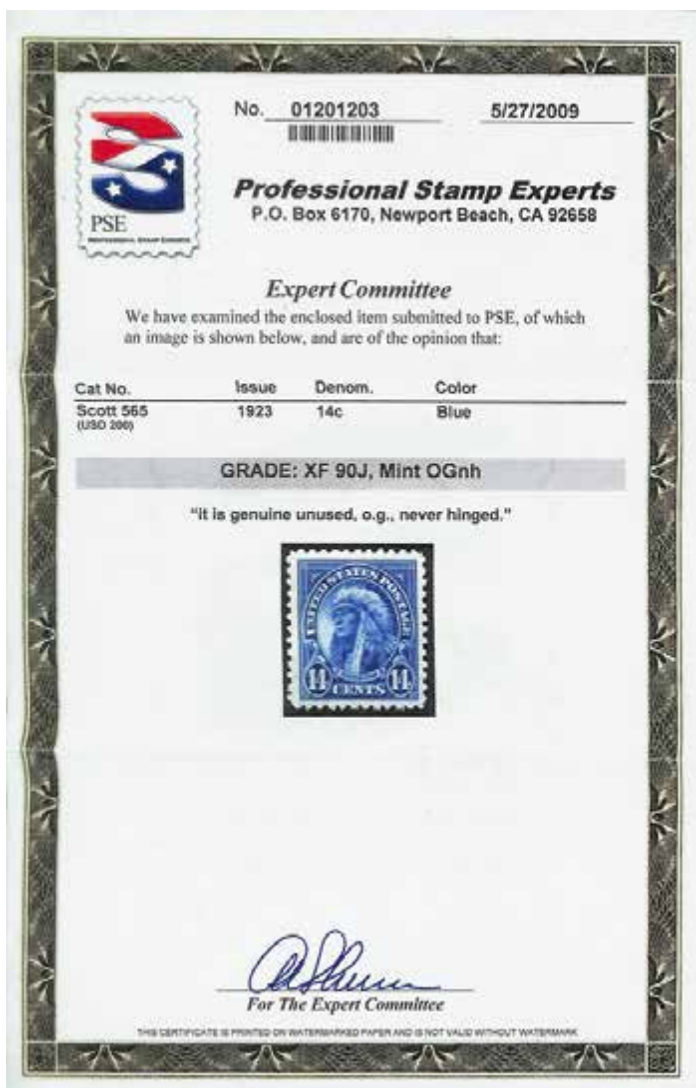 No. 01201203 5/27/2009
PSE
PROFESSIONAL STAMP EXPERTS
Professional Stamp Experts
P.O. Box 6170, Newport Beach, CA 92658
Expert Committee
We have examined the enclosed item submitted to PSE, of which
an image is shown below, and are of the opinion that:
Cat No. Issue Denom. Color
Scott 565 1923 14c Blue
(USD 200)
GRADE: XF 90J, Mint OGnh
"it is genuine unused, o.g., never hinged."
UNITED STATES POSTAGE
14 CENTS 14
For The Expert Committee
THIS CERTIFICATE IS PRINTED ON WATERMARKED PAPER AND IS NOT VALID WITHOUT WATERMARK